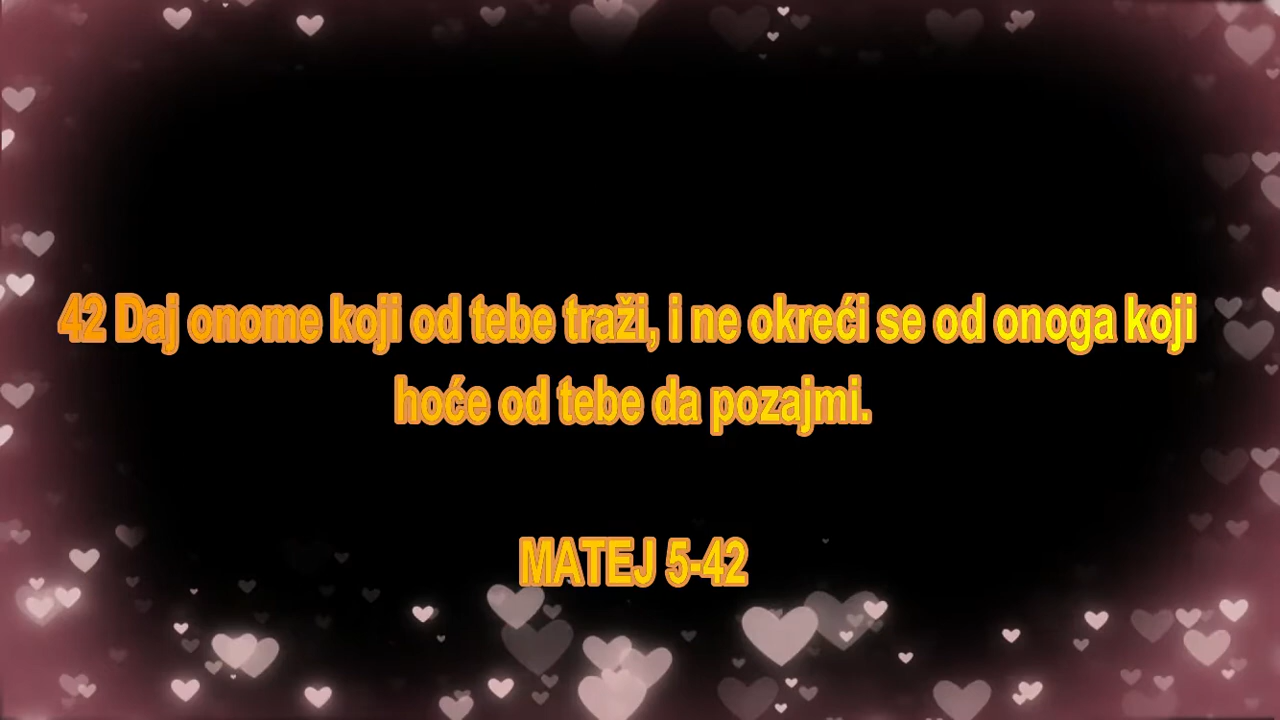 42 Daj onome koji od tebe traži, i ne okreći se od onoga koji
hoće od tebe da pozajmi.
MATEJ 5-42